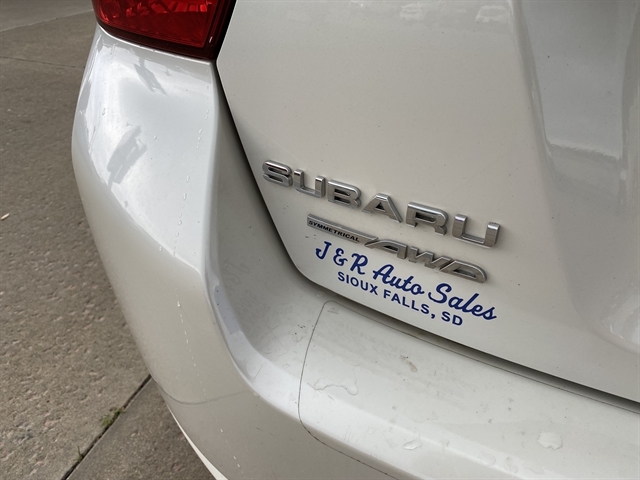 SUBARU
SYMMETRICAL
AWD
J & R Auto Sales
SIOUX FALLS, SD